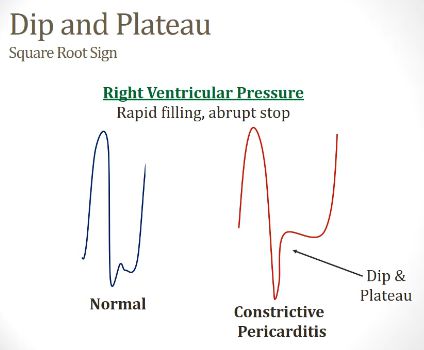 Dip and Plateau
Square Root Sign
Right Ventricular Pressure
Rapid filling, abrupt stop
Dip &
Plateau
Normal
Constrictive
Pericarditis